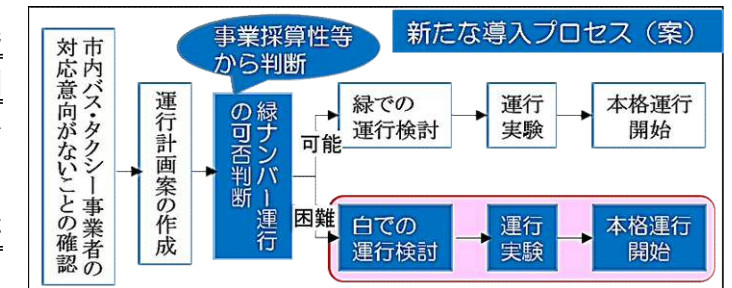 新たな導入プロセス（案）
事業採算性等
から判断
市内バス・タクシー事業者の
対応意向がないことの確認
運行計画案の作成
緑ナンバー運行
の可否判断
可能
緑での
運行検討
運行
実験
本格運行
開始
困難
白での
運行検討
運行
実験
本格運行
開始